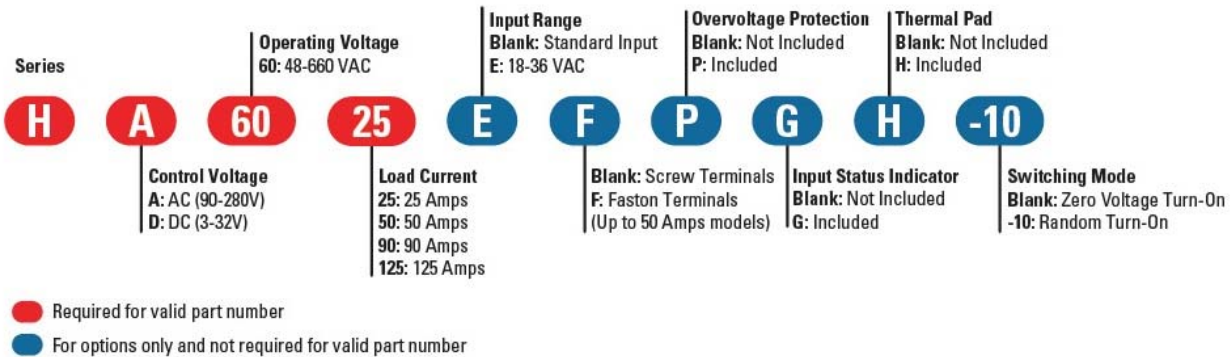 Series
H
A
60
25
E
F
P
G
H
-10
Operating Voltage
60: 48-660 VAC
Input Range
Blank: Standard Input
E: 18-36 VAC
Overvoltage Protection
Blank: Not Included
P: Included
Thermal Pad
Blank: Not Included
H: Included
Control Voltage
A: AC (90-280V)
D: DC (3-32V)
Load Current
25: 25 Amps
50: 50 Amps
90: 90 Amps
125: 125 Amps
Blank: Screw Terminals
F: Faston Terminals
(Up to 50 Amps models)
Input Status Indicator
Blank: Not Included
G: Included
Switching Mode
Blank: Zero Voltage Turn-On
-10: Random Turn-On
Required for valid part number
For options only and not required for valid part number